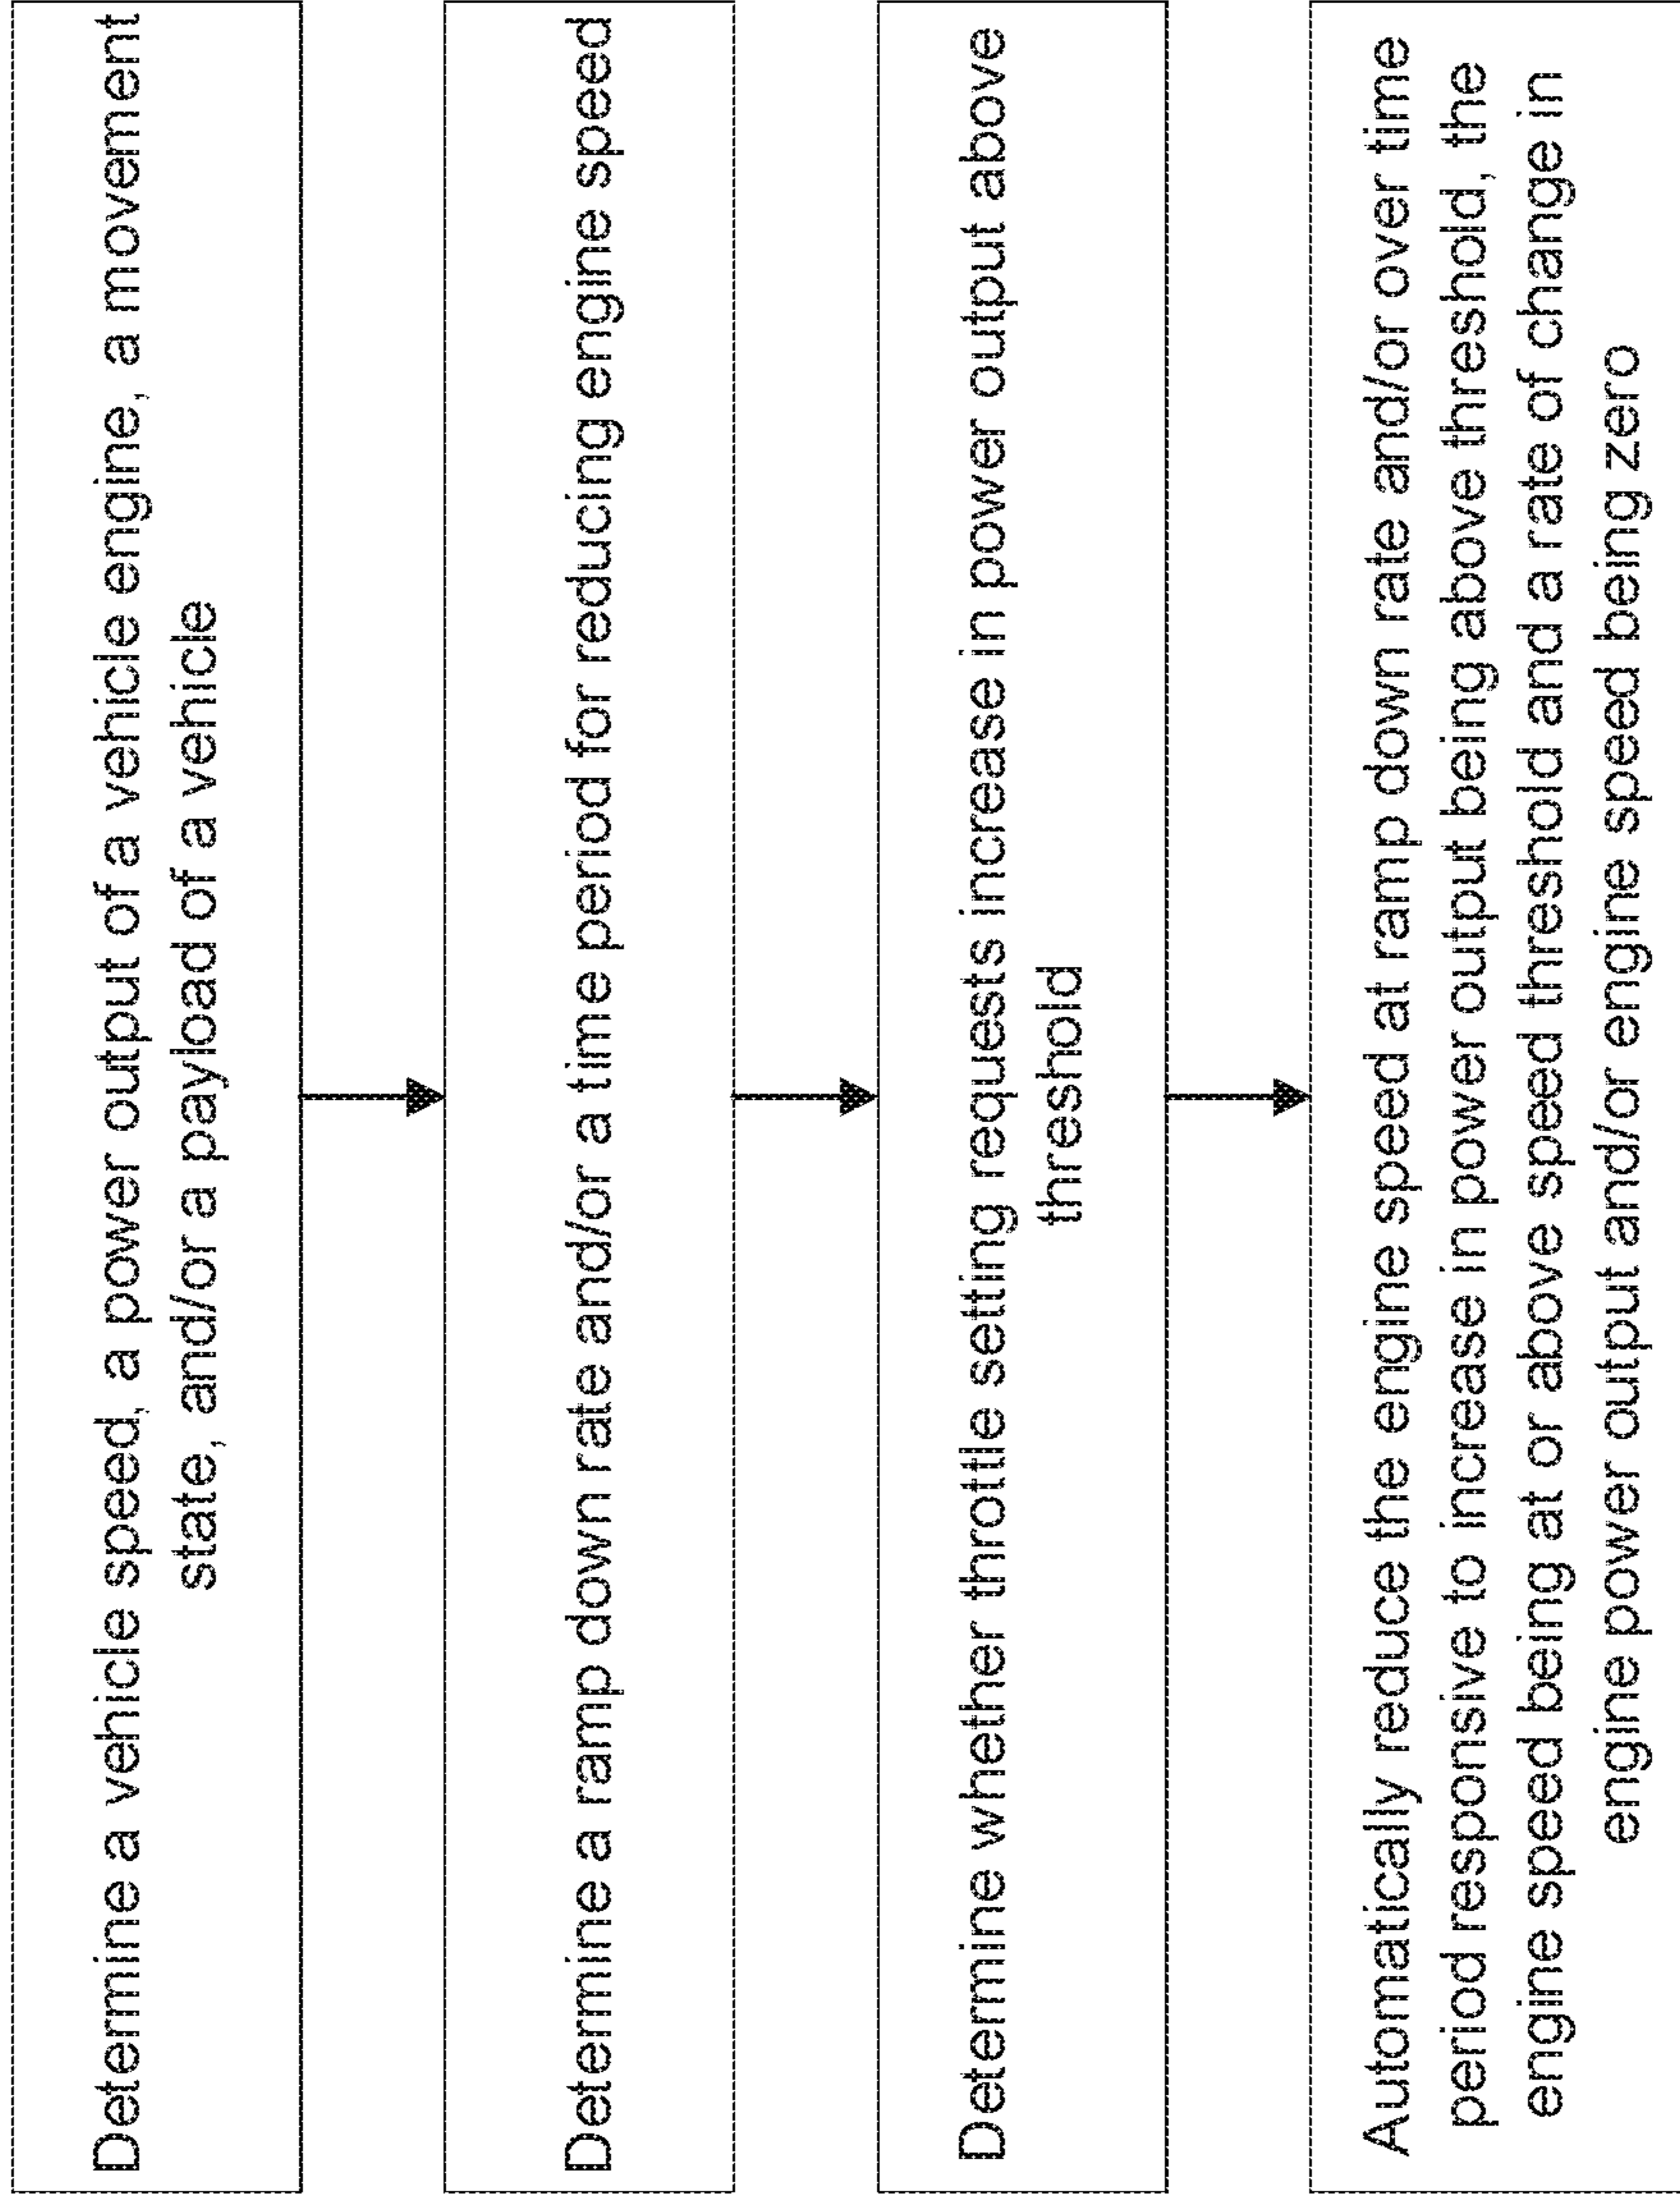 Determine a vehicle speed, a power output of a vehicle engine, a movement
state, and/or a payload of a vehicle
Determine a ramp down rate and/or a time period for reducing engine speed
Determine whether throttle setting requests increase in power output above
threshold
Automatically reduce the engine speed at ramp down rate and/or over time
period responsive to increase in power output being above threshold, the
engine speed being at or above speed threshold and a rate of change in
engine power output and/or engine speed being zero